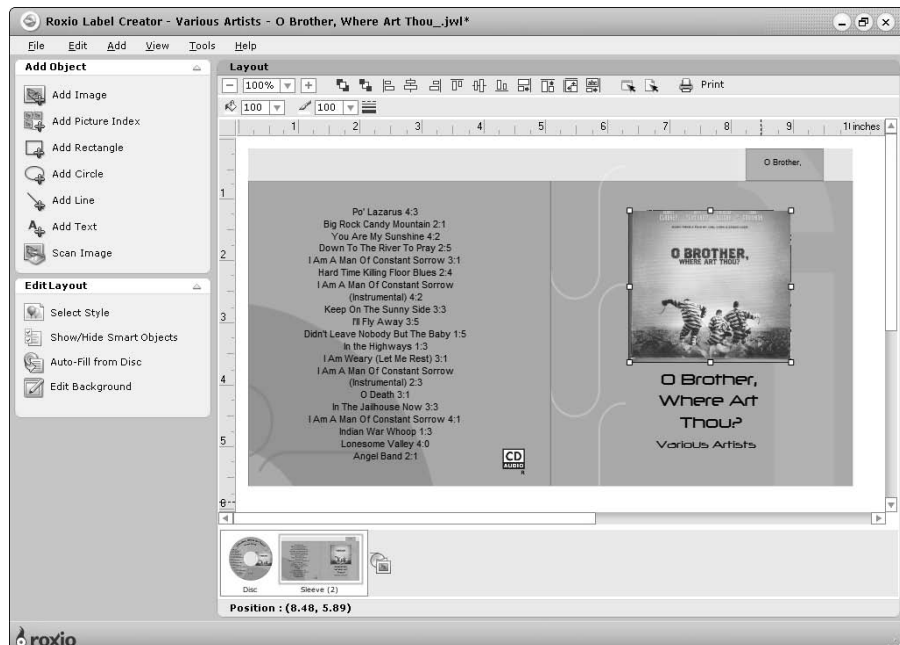 Roxio Label Creator - Various Artists - O Brother, Where Art Thou_.jwl*
File Edit Add View Tools Help
Add Object
Add Image
Add Picture Index
Add Rectangle
Add Circle
Add Line
Add Text
Scan Image
Edit Layout
Select Style
Show/Hide Smart Objects
Auto-Fill from Disc
Edit Background
Layout
100% Print
100 100
1 2 3 4 5 6 7 8 9 inches
1
2
3
4
5
6
O Brother,
Po' Lazarus 4:3
Big Rock Candy Mountain 2:1
You Are My Sunshine 4:2
Down To The River To Pray 2:5
I Am A Man Of Constant Sorrow 3:1
Hard Time Killing Floor Blues 2:4
I Am A Man Of Constant Sorrow
(Instrumental) 4:2
Keep On The Sunny Side 3:3
I'll Fly Away 3:5
Didn't Leave Nobody But The Baby 1:5
In the Highways 1:3
I Am Weary (Let Me Rest) 3:1
I Am A Man Of Constant Sorrow
(Instrumental) 2:3
O Death 3:1
In The Jailhouse Now 3:3
I Am A Man Of Constant Sorrow 4:1
Indian War Whoop 1:3
Lonesome Valley 4:0
Angel Band 2:1
CD
AUDIO
O BROTHER,
WHERE ART THOU?
O Brother,
Where Art
Thou?
Various Artists
Disc Sleeve (2)
Position : (8.48, 5.89)
roxio